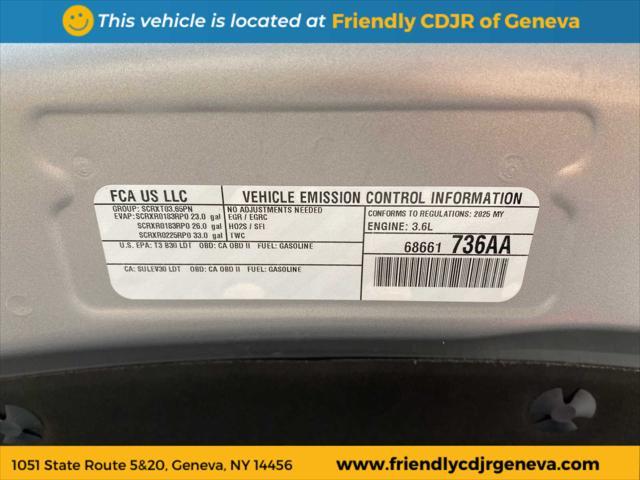 This vehicle is located at Friendly CDJR of Geneva
FCA US LLC
VEHICLE EMISSION CONTROL INFORMATION
GROUP: SCRXT03.65PN
EVAP: SCRXR0183RP0 23.0 gal
SCRXR0183RP0 26.0 gal
SCRXR0225RP0 33.0 gal
NO ADJUSTMENTS NEEDED
EGR / EGRC
HO2S / SFI
TWC
CONFORMS TO REGULATIONS: 2025 MY
ENGINE: 3.6L
68661 736AA
U.S. EPA: T3 B30 LDT OBD: CA OBD II FUEL: GASOLINE
CA: SULEV30 LDT OBD: CA OBD II FUEL: GASOLINE
1051 State Route 5&20, Geneva, NY 14456
www.friendlycdjrgeneva.com